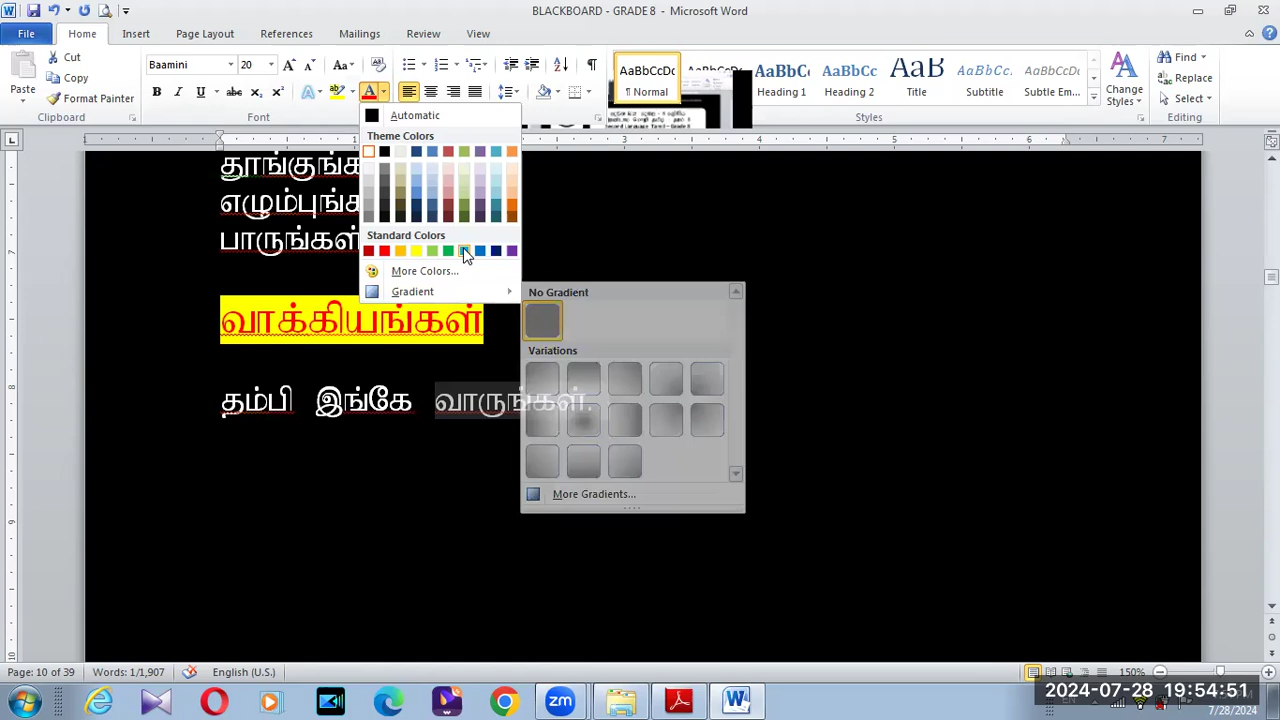 BLACKBOARD - GRADE 8 - Microsoft Word
File Home Insert Page Layout References Mailings Review View
Paste
Cut
Copy
Format Painter
Clipboard
Baamini 20
Font
AaBbCcDc
¶ Normal
AaBbCc
Heading 1
AaBbCc
Heading 2
AaB
Title
AaBbCc.
Subtitle
AaBbCcDc
Subtle Em...
Change Styles
Styles
Find
Replace
Select
Editing
Automatic
Theme Colors
Standard Colors
More Colors...
Gradient
No Gradient
Variations
More Gradients...
தூங்குங்க
எழும்புங்க
பாருங்கள்
வாக்கியங்கள்
தம்பி இங்கே வாருங்கள்.
Page: 10 of 39 Words: 1/1,907 English (U.S.) 150%
2024-07-28 19:54:51
7/28/2024